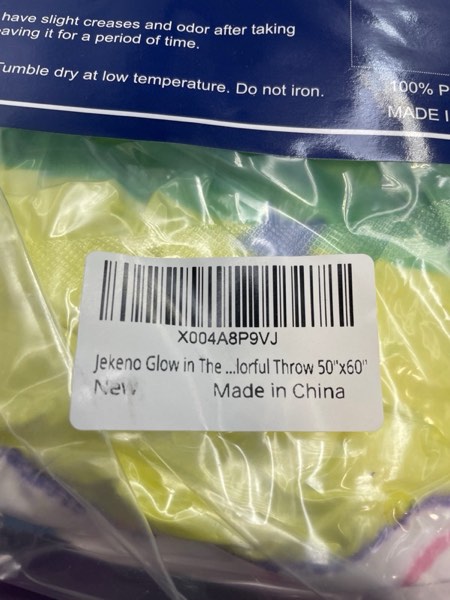 have slight creases and odor after taking
aving it for a period of time.
Tumble dry at low temperature. Do not iron.
100% P
MADE I
X004A8P9VJ
Jekeno Glow in The ...lorful Throw 50"x60"
New
Made in China